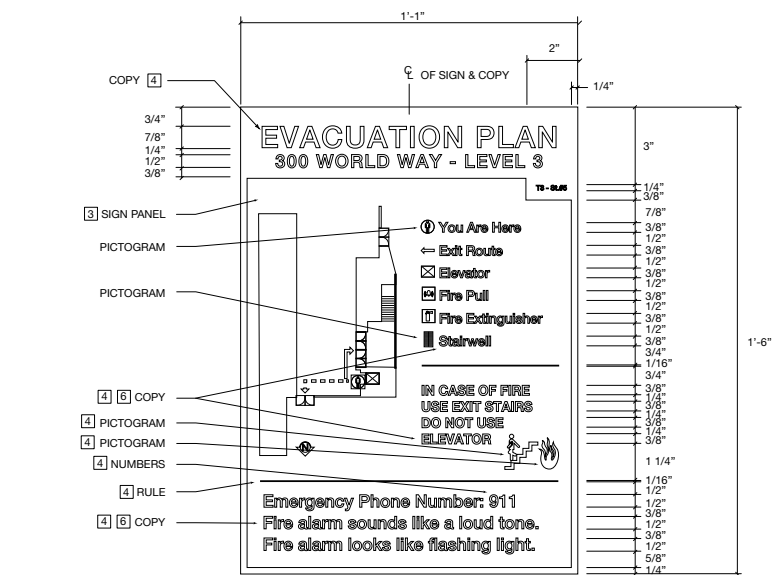 1'-1"
2"
℄ OF SIGN & COPY
1/4"
COPY 4
3/4"
7/8"
1/4"
1/2"
3/8"
EVACUATION PLAN
300 WORLD WAY - LEVEL 3
T3 - St.#5
3 SIGN PANEL
PICTOGRAM
PICTOGRAM
4 6 COPY
4 PICTOGRAM
4 PICTOGRAM
4 NUMBERS
4 RULE
4 6 COPY
You Are Here
Exit Route
Elevator
Fire Pull
Fire Extinguisher
Stairwell
IN CASE OF FIRE
USE EXIT STAIRS
DO NOT USE
ELEVATOR
N
Emergency Phone Number: 911
Fire alarm sounds like a loud tone.
Fire alarm looks like flashing light.
3"
1/4"
3/8"
7/8"
3/8"
1/2"
3/8"
1/2"
3/8"
1/2"
3/8"
1/2"
3/8"
1/2"
3/8"
3/4"
1/16"
3/4"
3/8"
1/4"
3/8"
1/4"
3/8"
1/4"
3/8"
1 1/4"
1/16"
1/2"
1/2"
3/8"
1/2"
3/8"
1/2"
5/8"
1/4"
1'-6"